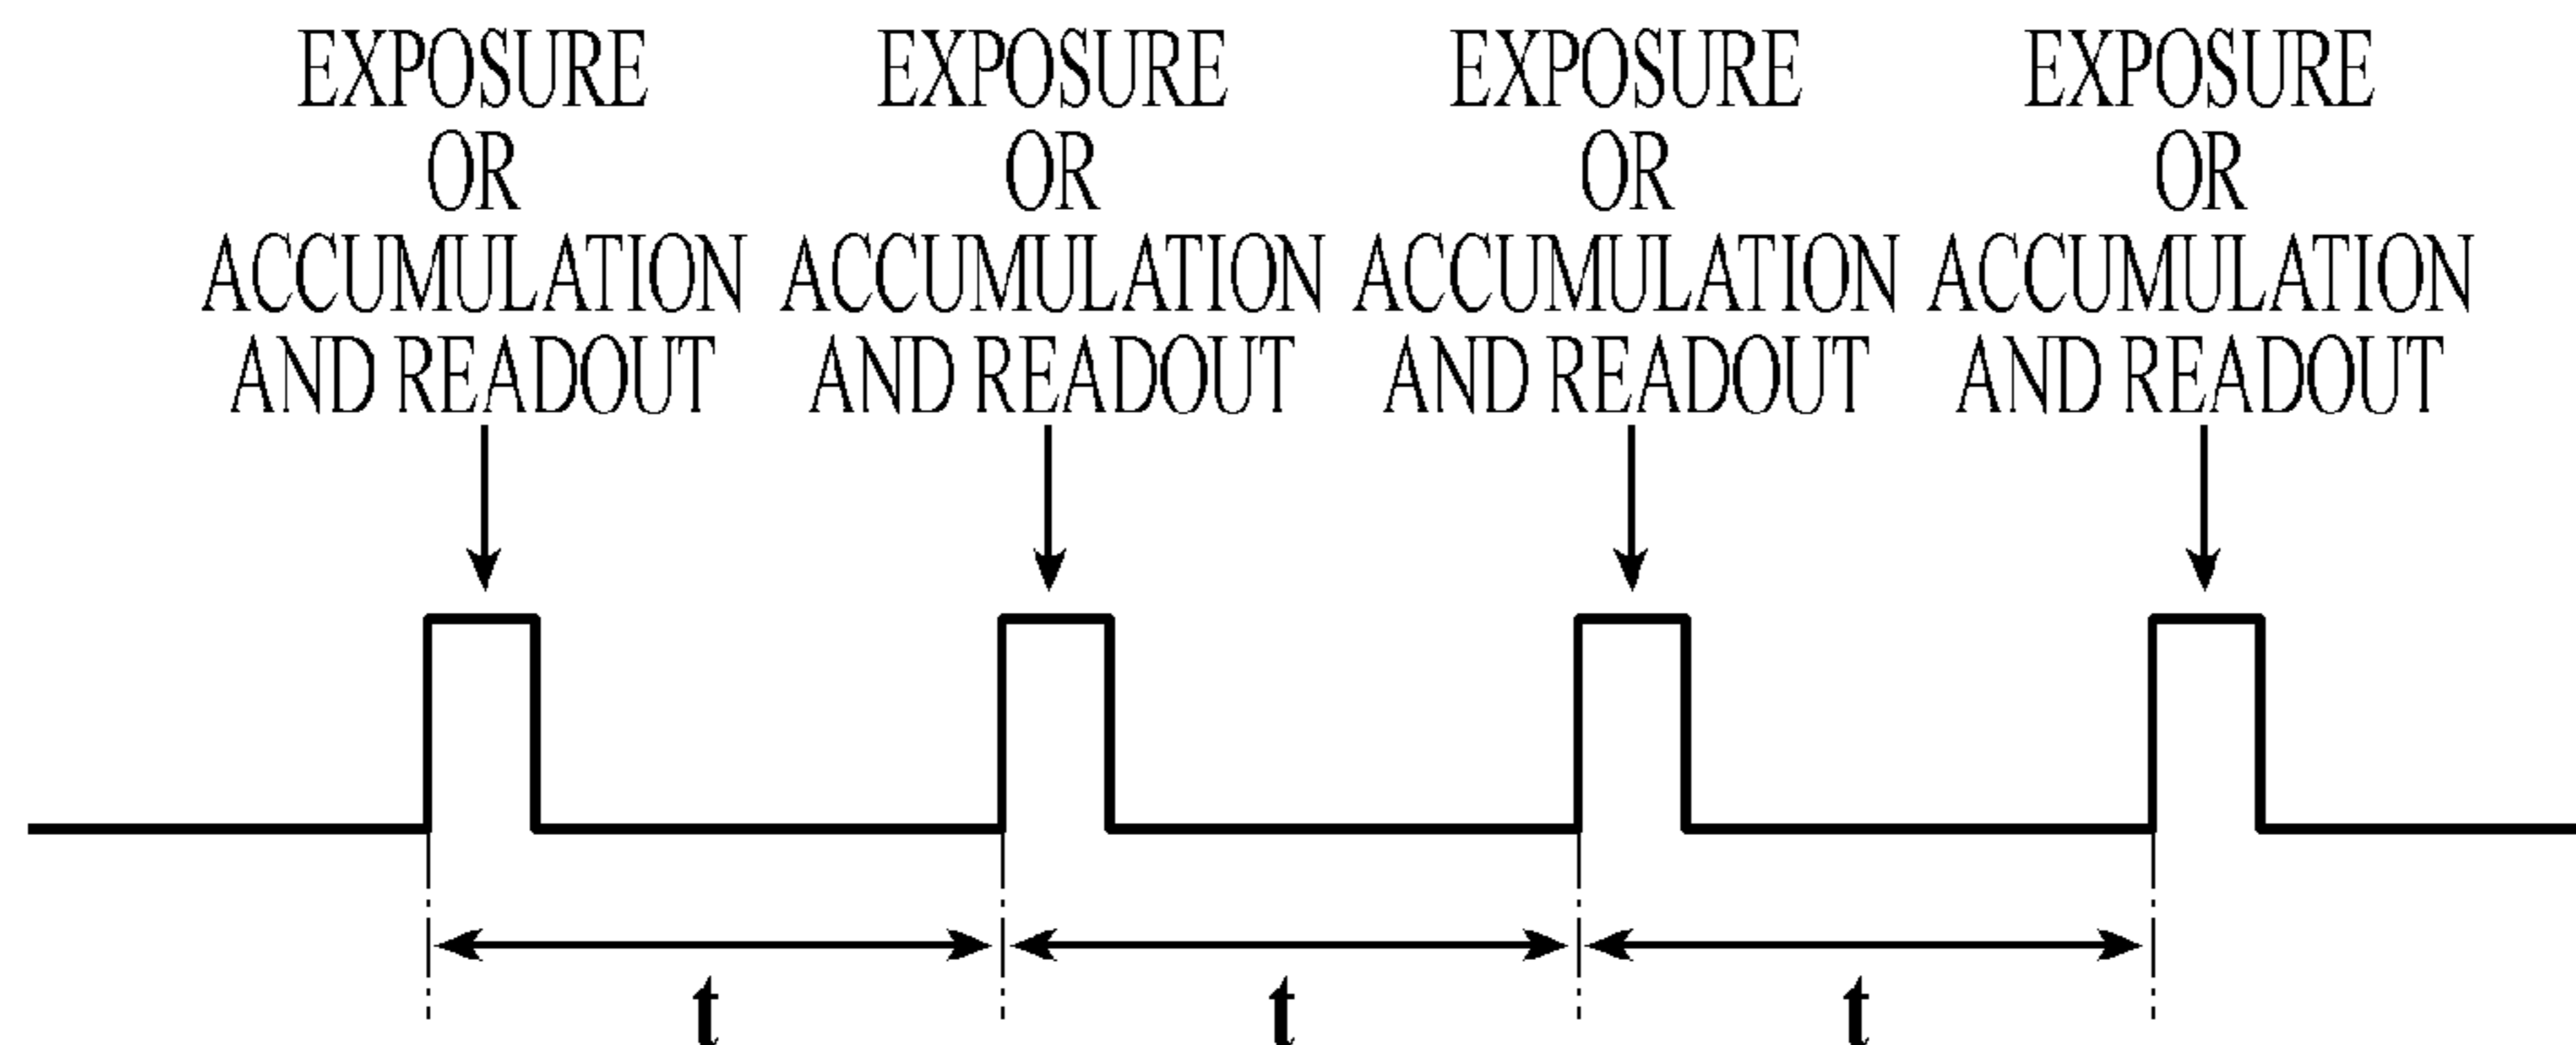 EXPOSURE
OR
ACCUMULATION
AND READOUT
EXPOSURE
OR
ACCUMULATION
AND READOUT
EXPOSURE
OR
ACCUMULATION
AND READOUT
EXPOSURE
OR
ACCUMULATION
AND READOUT
t
t
t